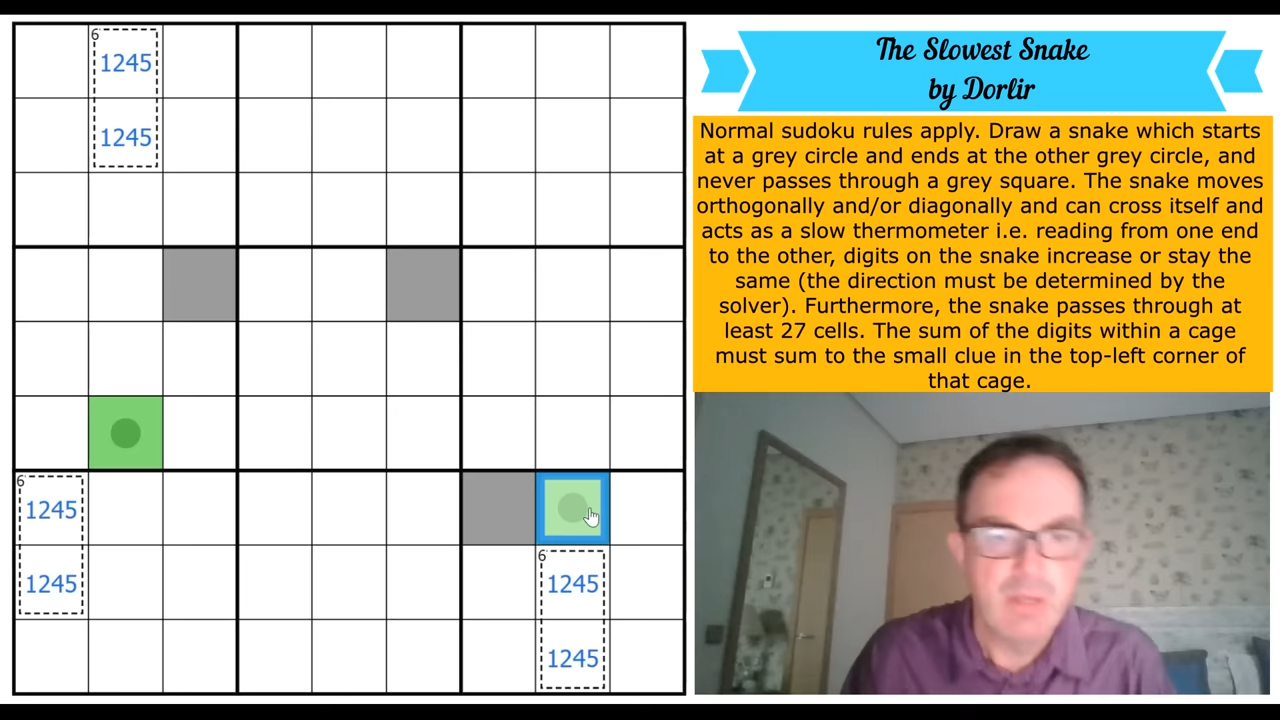 6
1245
1245
6
1245
1245
6
1245
1245
The Slowest Snake
by Dorlir
Normal sudoku rules apply. Draw a snake which starts
at a grey circle and ends at the other grey circle, and
never passes through a grey square. The snake moves
orthogonally and/or diagonally and can cross itself and
acts as a slow thermometer i.e. reading from one end
to the other, digits on the snake increase or stay the
same (the direction must be determined by the
solver). Furthermore, the snake passes through at
least 27 cells. The sum of the digits within a cage
must sum to the small clue in the top-left corner of
that cage.